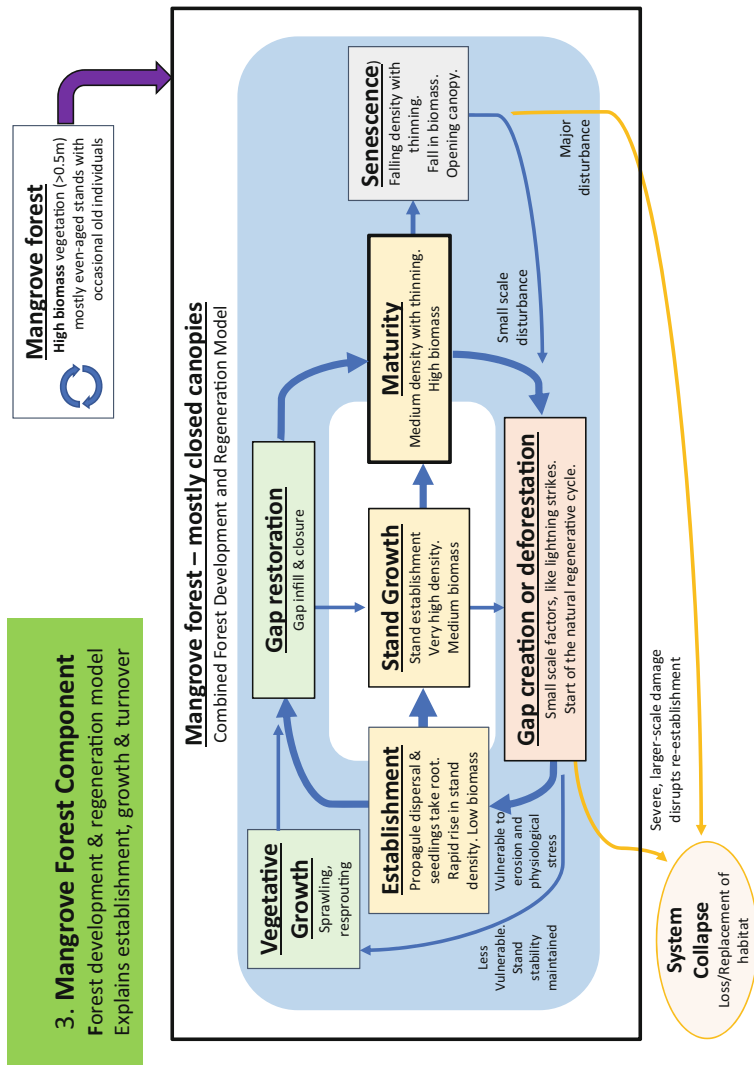 3. Mangrove Forest Component
Forest development & regeneration model
Explains establishment, growth & turnover
Mangrove forest
High biomass vegetation (>0.5m)
mostly even-aged stands with
occasional old individuals
Mangrove forest – mostly closed canopies
Combined Forest Development and Regeneration Model
Vegetative
Growth
Sprawling,
resprouting
Gap restoration
Gap infill & closure
Establishment
Propagule dispersal &
seedlings take root.
Rapid rise in stand
density. Low biomass
Stand Growth
Stand establishment
Very high density.
Medium biomass
Maturity
Medium density with thinning.
High biomass
Senescence)
Falling density with
thinning.
Fall in biomass.
Opening canopy.
Less
Vulnerable.
Stand
stability
maintained
Vulnerable to
erosion and
physiological
stress
Gap creation or deforestation
Small scale factors, like lightning strikes.
Start of the natural regenerative cycle.
Small scale
disturbance
Major
disturbance
Severe, larger-scale damage
disrupts re-establishment
System
Collapse
Loss/Replacement of
habitat